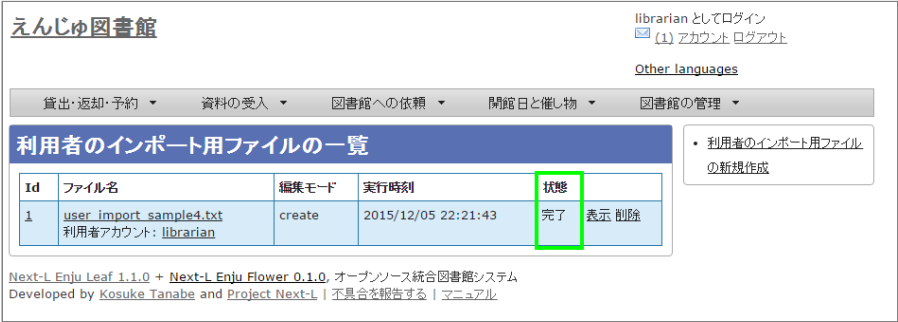 えんじゅ図書館
librarian としてログイン
(1) アカウント ログアウト
Other languages
貸出・返却・予約 ▼ 資料の受入 ▼ 図書館への依頼 ▼ 開館日と催し物 ▼ 図書館の管理 ▼
利用者のインポート用ファイルの一覧
・ 利用者のインポート用ファイル
の新規作成
Id ファイル名 編集モード 実行時刻 状態
1 user_import_sample4.txt create 2015/12/05 22:21:43 完了 表示 削除
利用者アカウント: librarian
Next-L Enju Leaf 1.1.0 + Next-L Enju Flower 0.1.0, オープンソース統合図書館システム
Developed by Kosuke Tanabe and Project Next-L | 不具合を報告する | マニュアル